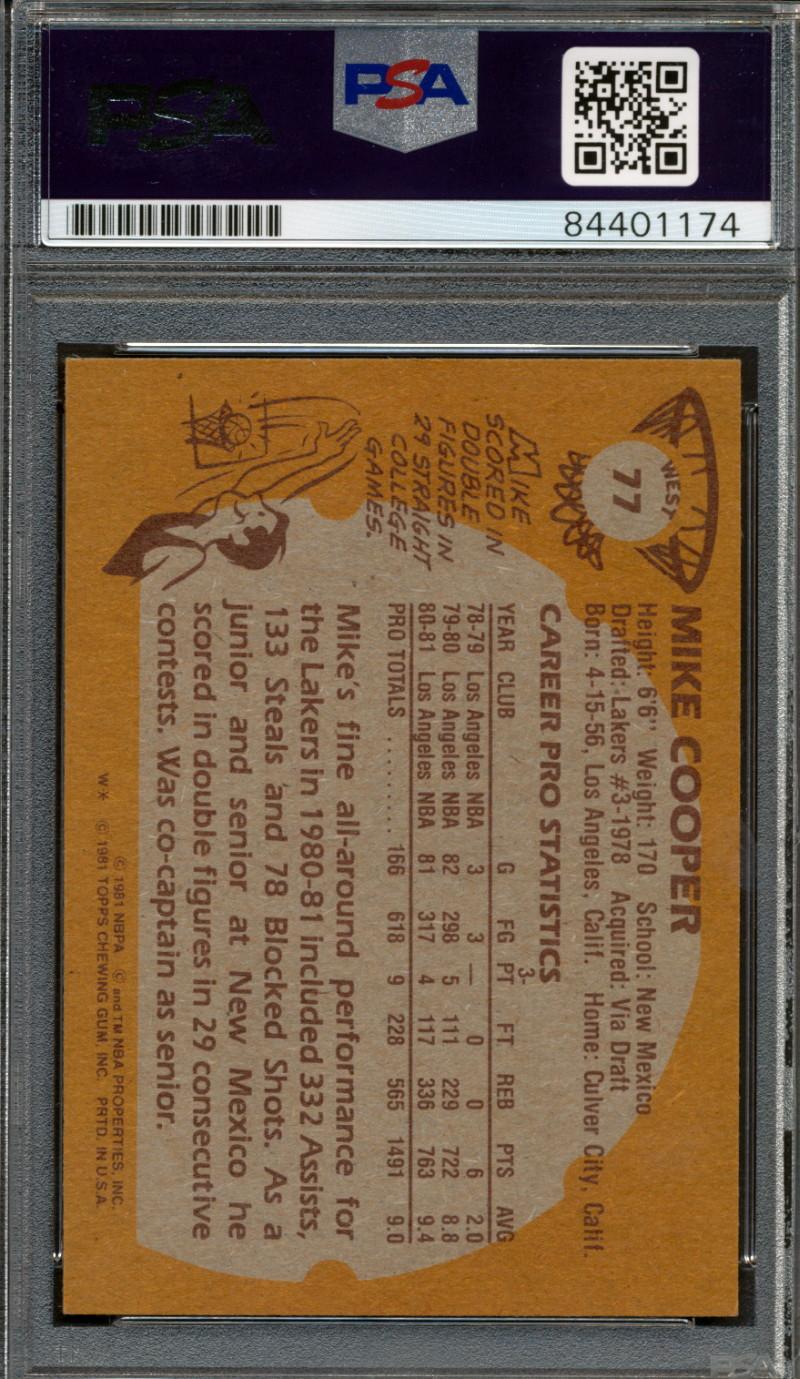 PSA
PSA
84401174
WEST
77
MIKE COOPER
Height: 6'6" Weight: 170 School: New Mexico
Drafted: Lakers #3-1978 Acquired: Via Draft
Born: 4-15-56, Los Angeles, Calif. Home: Culver City, Calif.
MIKE
SCORED IN
DOUBLE
FIGURES IN
29 STRAIGHT
COLLEGE
GAMES.
CAREER PRO STATISTICS
YEAR CLUB G FG 3-PT FT REB PTS AVG
78-79 Los Angeles NBA 3 3 — 0 0 6 2.0
79-80 Los Angeles NBA 82 298 5 111 229 722 8.8
80-81 Los Angeles NBA 81 317 4 117 336 763 9.4
PRO TOTALS ......... 166 618 9 228 565 1491 9.0
Mike's fine all-around performance for
the Lakers in 1980-81 included 332 Assists,
133 Steals and 78 Blocked Shots. As a
junior and senior at New Mexico he
scored in double figures in 29 consecutive
contests. Was co-captain as senior.
© 1981 NBPA © and TM NBA PROPERTIES, INC.
W* © 1981 TOPPS CHEWING GUM, INC. PRTD. IN U.S.A.
PSA